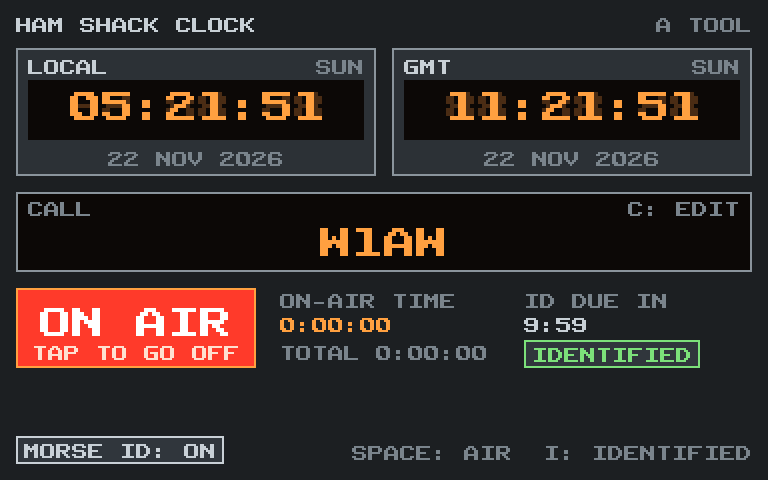 HAM SHACK CLOCK
A TOOL
LOCAL SUN
05:21:51
22 NOV 2026
GMT SUN
11:21:51
22 NOV 2026
CALL C: EDIT
W1AW
ON AIR
TAP TO GO OFF
ON-AIR TIME
0:00:00
TOTAL 0:00:00
ID DUE IN
9:59
IDENTIFIED
MORSE ID: ON
SPACE: AIR I: IDENTIFIED